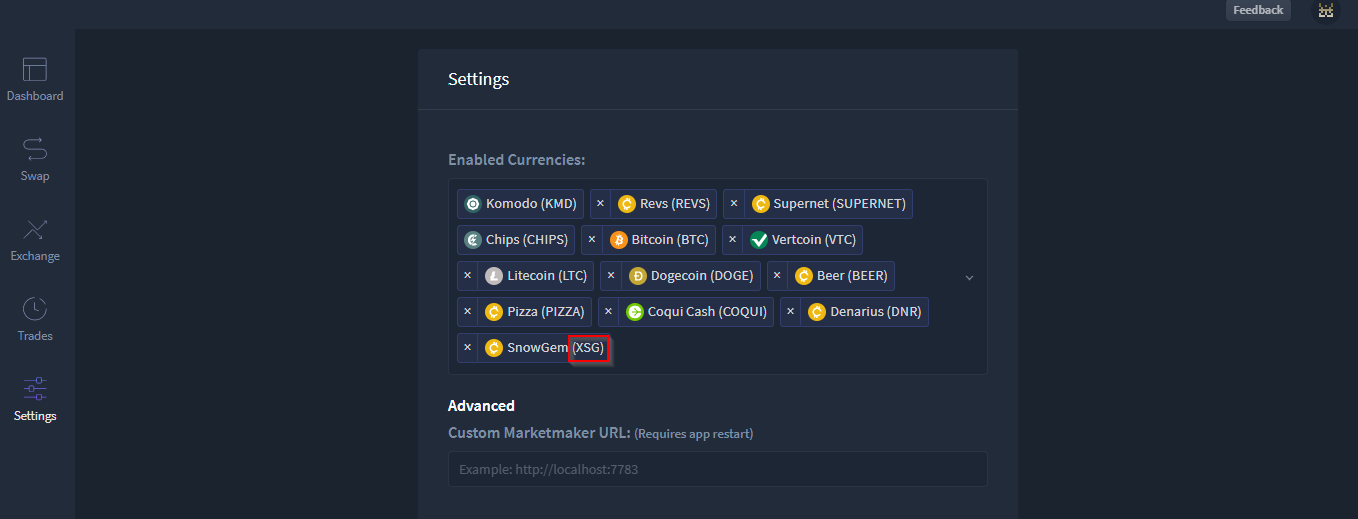 Feedback
Dashboard
Swap
Exchange
Trades
Settings
Settings
Enabled Currencies:
Komodo (KMD) × Revs (REVS) × Supernet (SUPERNET)
Chips (CHIPS) × Bitcoin (BTC) × Vertcoin (VTC)
× Litecoin (LTC) × Dogecoin (DOGE) × Beer (BEER)
× Pizza (PIZZA) × Coqui Cash (COQUI) × Denarius (DNR)
× SnowGem (XSG)
Advanced
Custom Marketmaker URL: (Requires app restart)
Example: http://localhost:7783